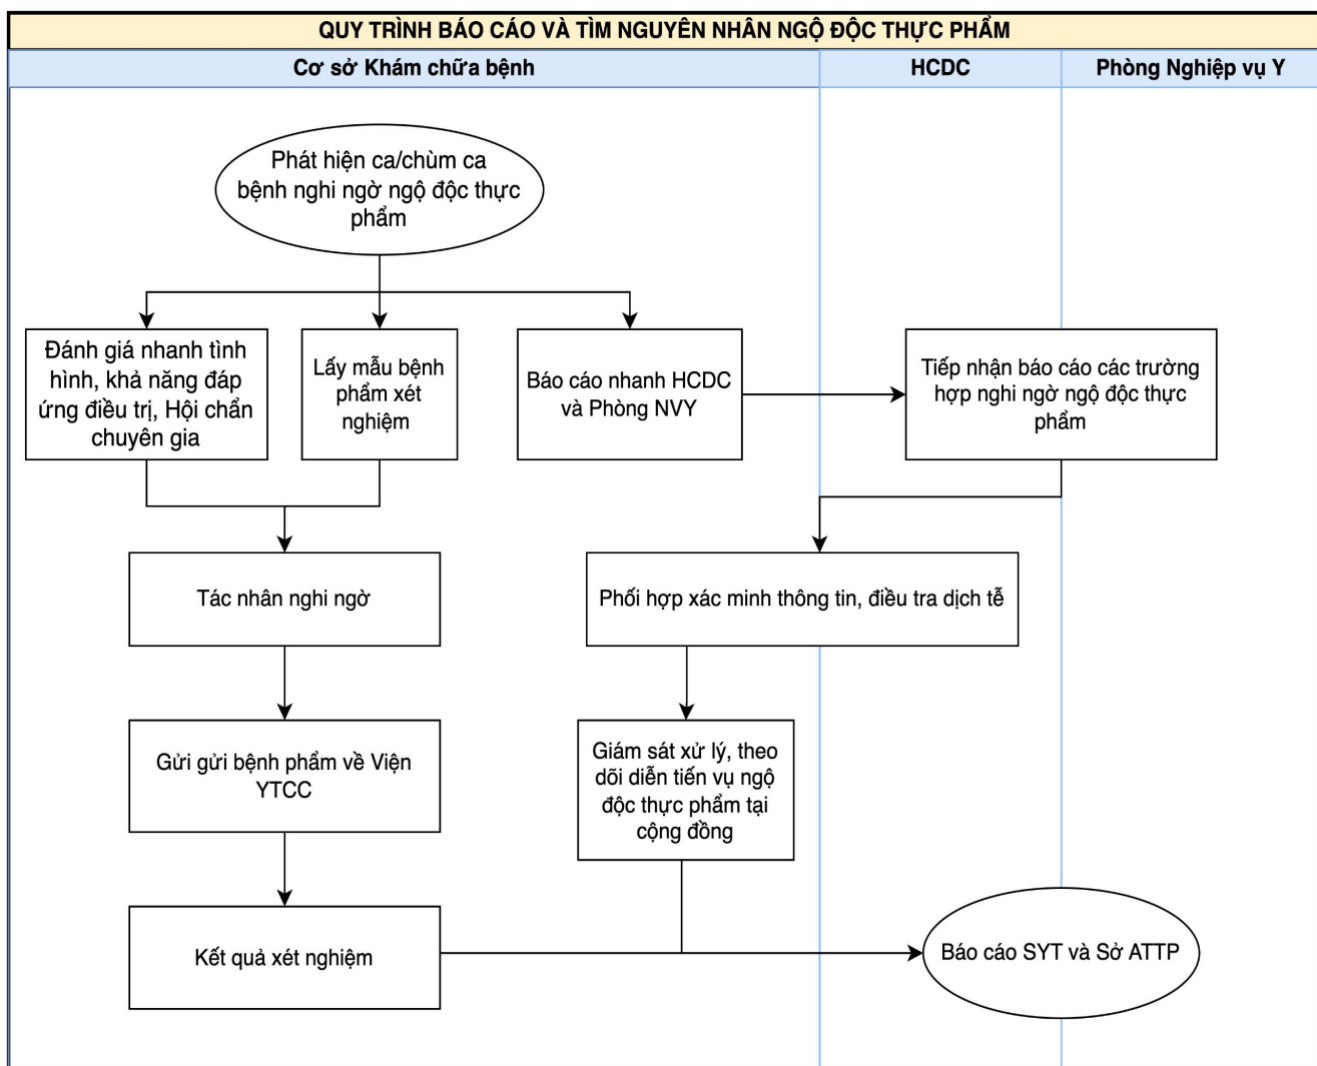 QUY TRÌNH BÁO CÁO VÀ TÌM NGUYÊN NHÂN NGỘ ĐỘC THỰC PHẨM
Cơ sở Khám chữa bệnh
HCDC
Phòng Nghiệp vụ Y
Phát hiện ca/chùm ca
bệnh nghi ngờ ngộ độc thực
phẩm
Đánh giá nhanh tình
hình, khả năng đáp
ứng điều trị, Hội chẩn
chuyên gia
Lấy mẫu bệnh
phẩm xét
nghiệm
Báo cáo nhanh HCDC
và Phòng NVY
Tiếp nhận báo cáo các trường
hợp nghi ngờ ngộ độc thực
phẩm
Tác nhân nghi ngờ
Phối hợp xác minh thông tin, điều tra dịch tễ
Gửi gửi bệnh phẩm về Viện
YTCC
Giám sát xử lý, theo
dõi diễn tiến vụ ngộ
độc thực phẩm tại
cộng đồng
Kết quả xét nghiệm
Báo cáo SYT và Sở ATTP